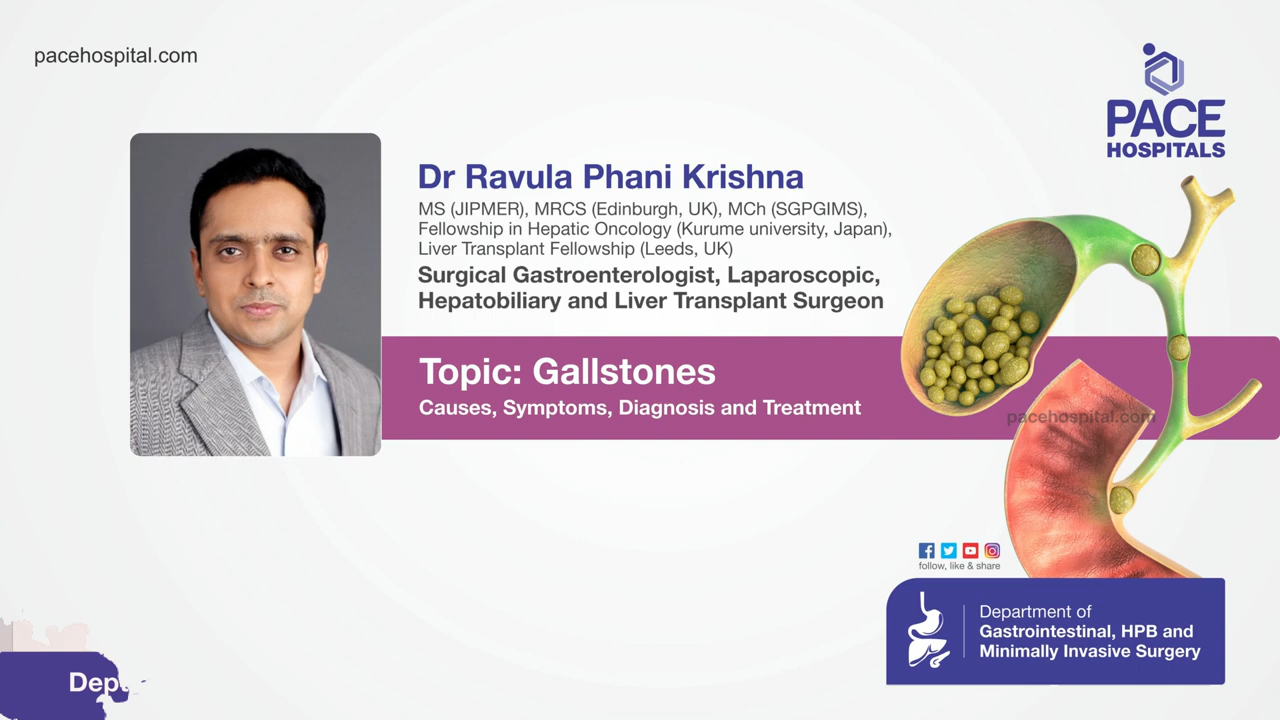 pacehospital.com
PACE
HOSPITALS
Dr Ravula Phani Krishna
MS (JIPMER), MRCS (Edinburgh, UK), MCh (SGPGIMS),
Fellowship in Hepatic Oncology (Kurume university, Japan),
Liver Transplant Fellowship (Leeds, UK)
Surgical Gastroenterologist, Laparoscopic,
Hepatobiliary and Liver Transplant Surgeon
Topic: Gallstones
Causes, Symptoms, Diagnosis and Treatment
pacehospital.com
follow, like & share
Department of
Gastrointestinal, HPB and
Minimally Invasive Surgery